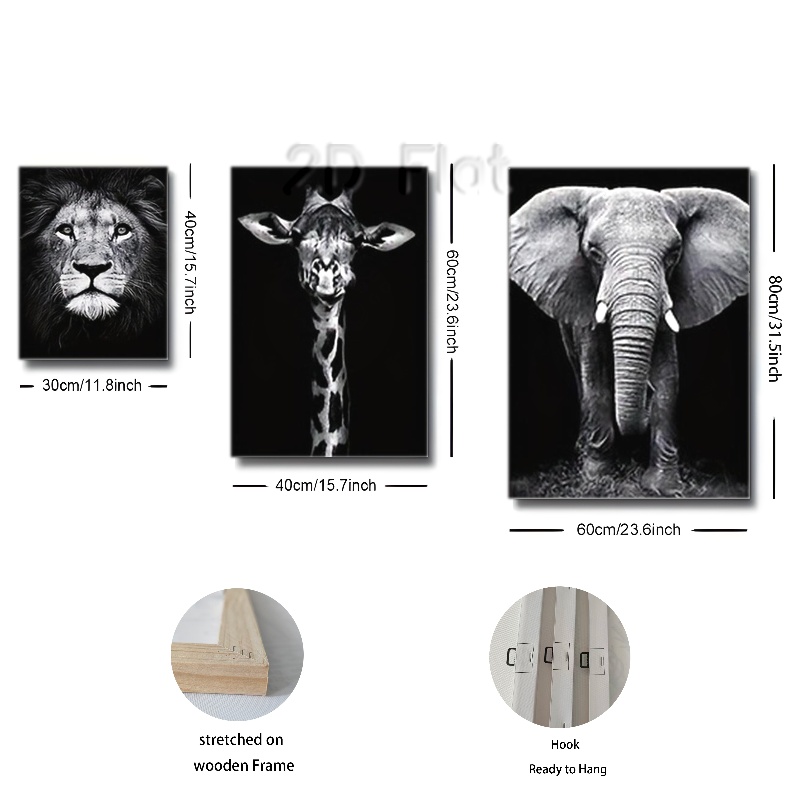 2D Flat
40cm/15.7inch
30cm/11.8inch
60cm/23.6inch
40cm/15.7inch
80cm/31.5inch
60cm/23.6inch
stretched on
wooden Frame
Hook
Ready to Hang